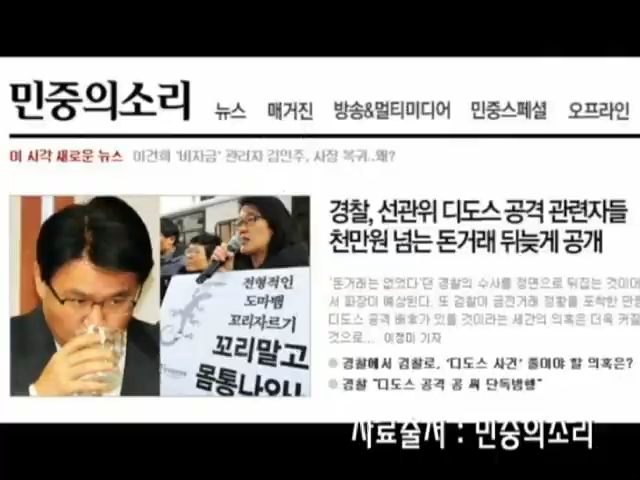 민중의소리
뉴스 매거진 방송&멀티미디어 민중스페셜 오프라인
이 시각 새로운 뉴스 이건희 '비자금' 관리자 김인주, 사장 복귀..왜?
경찰, 선관위 디도스 공격 관련자들
천만원 넘는 돈거래 뒤늦게 공개
'돈거래는 없었다'던 경찰의 수사를 정면으로 뒤집는 것이어
서 파장이 예상된다. 또 검찰이 금전거래 정황을 포착한 만큼
디도스 공격 배후가 있을 것이라는 세간의 의혹은 더욱 커질
것으로... 이정미 기자
경찰에서 검찰로, '디도스 사건' 풀어야 할 의혹은?
경찰 "디도스 공격 공 씨 단독범행"
전형적인
도마뱀
꼬리자르기
꼬리말고
몸통나와
사료출저 : 민중의소리